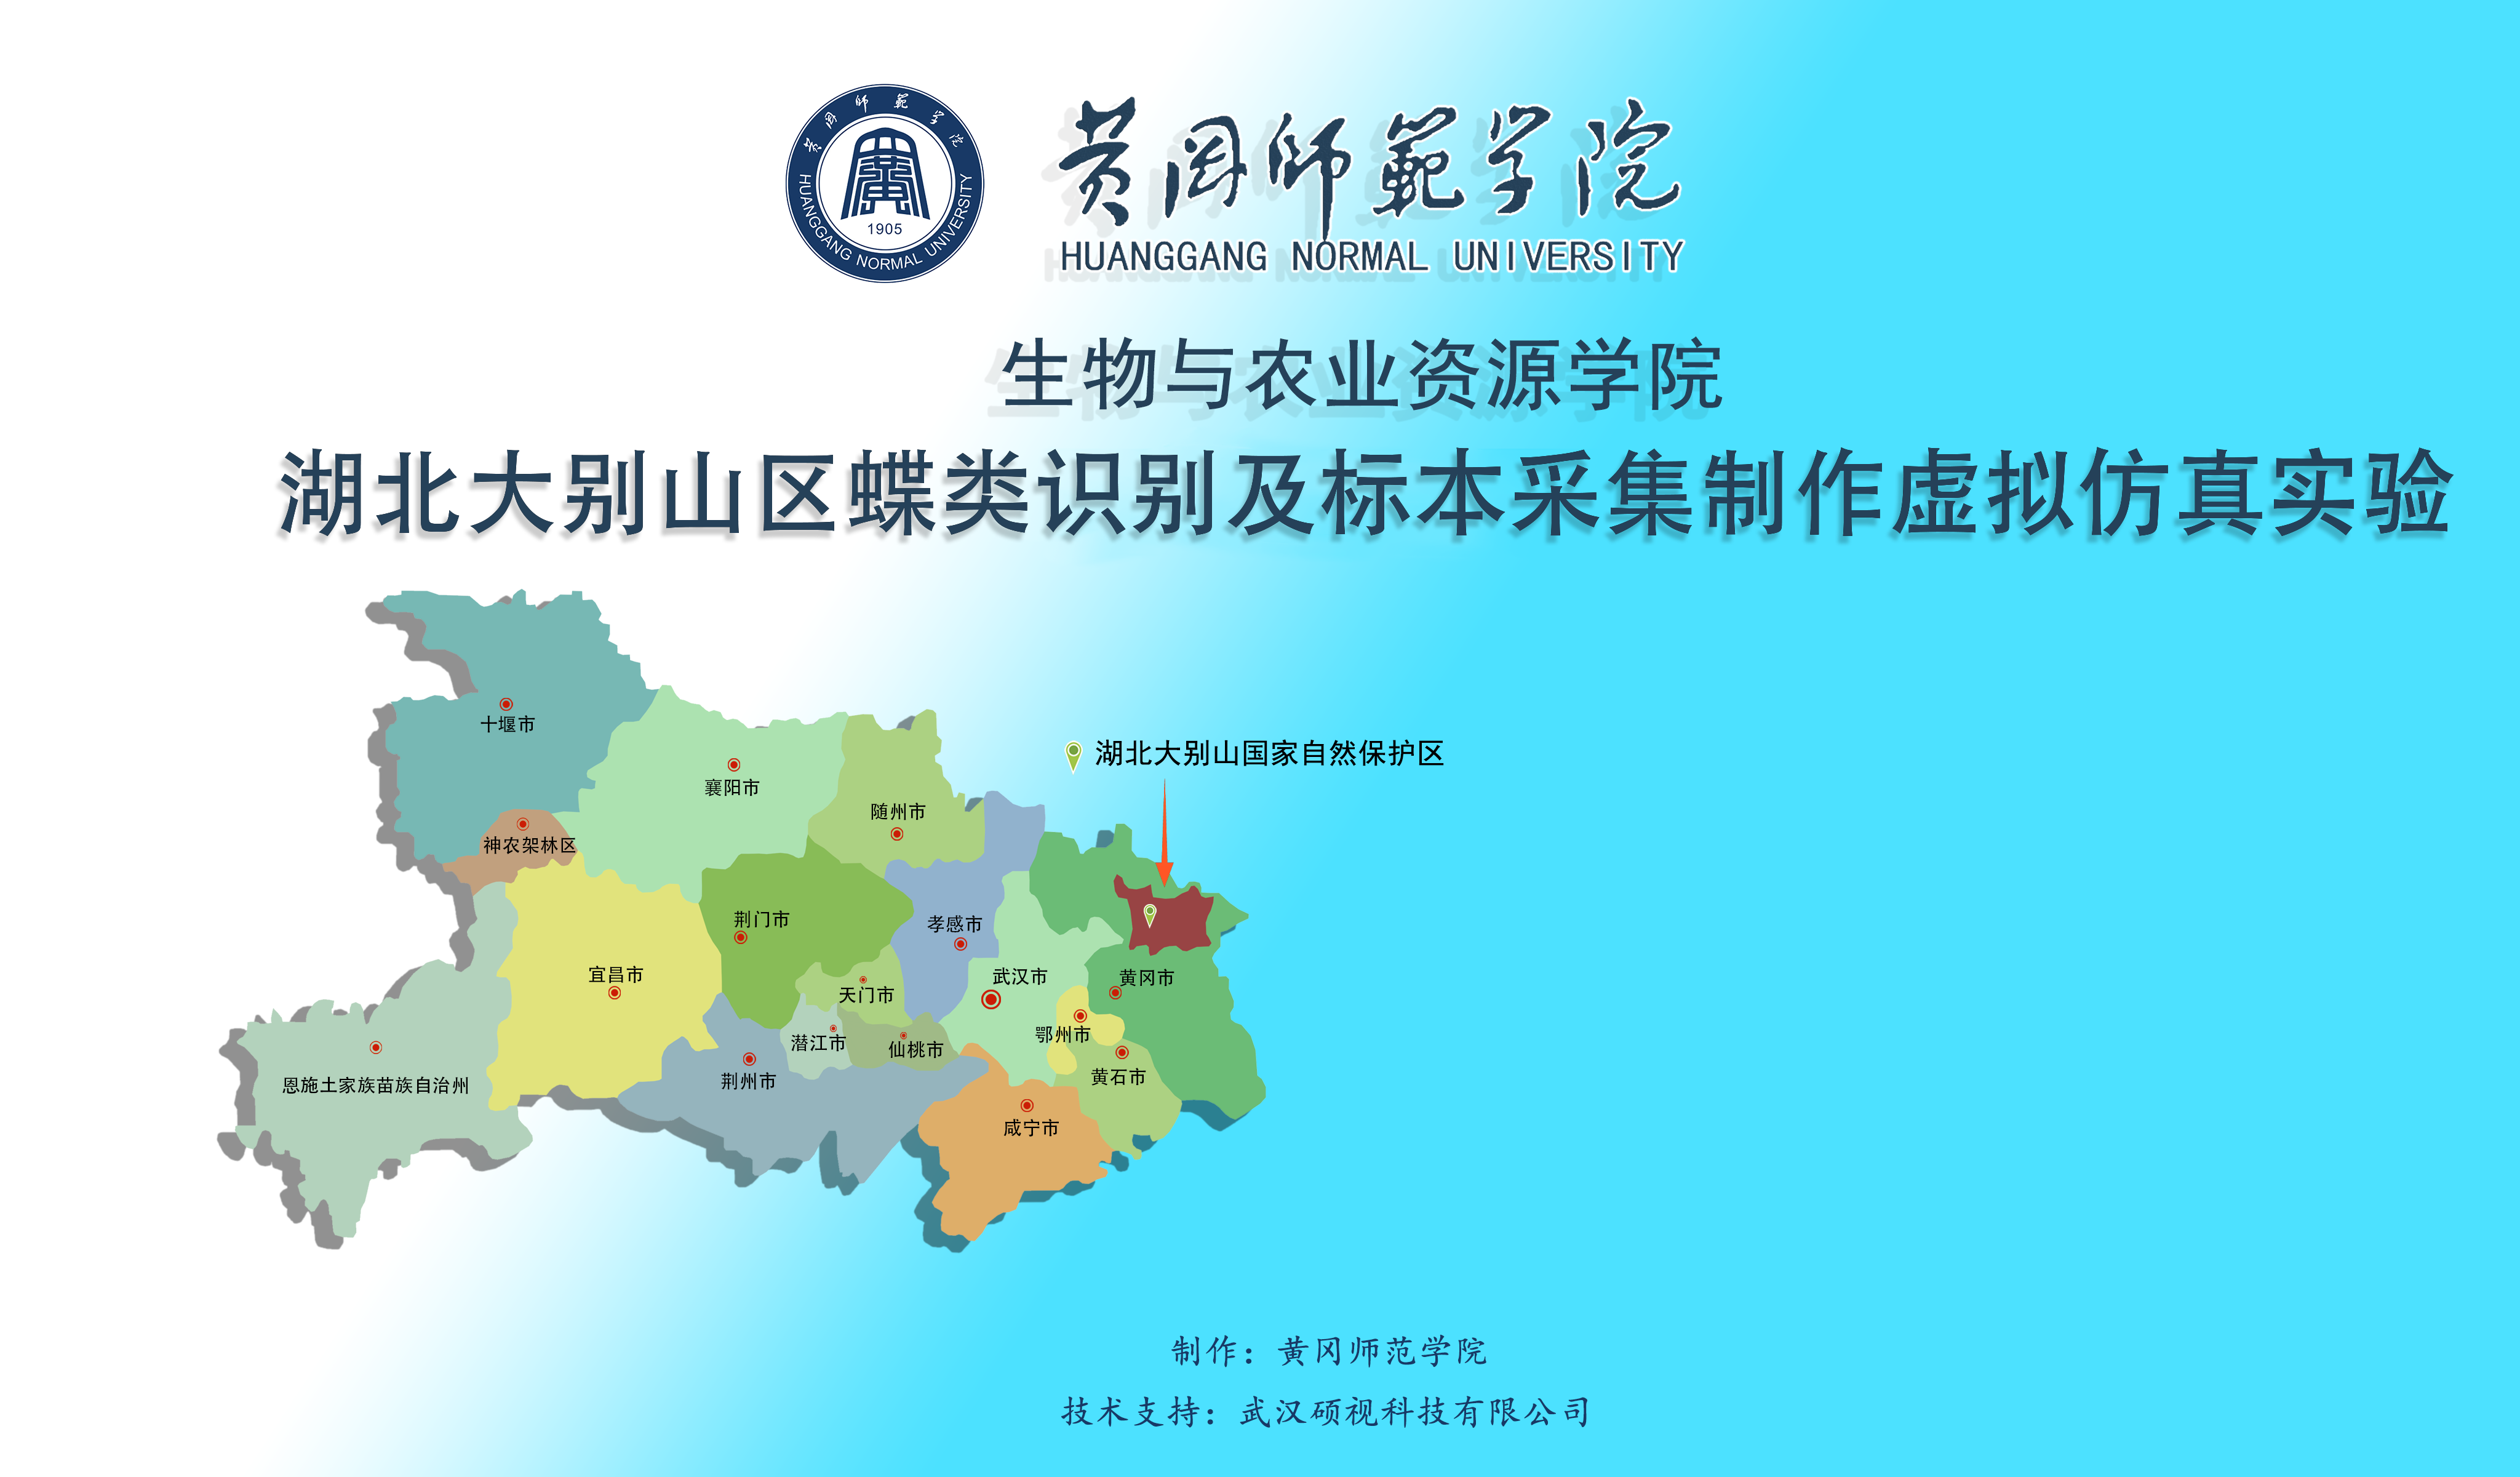 黄冈師範学院
HUANGGANG NORMAL UNIVERSITY
1905
黄冈師範学院
HUANGGANG NORMAL UNIVERSITY
生物与农业资源学院
湖北大别山区蝶类识别及标本采集制作虚拟仿真实验
十堰市
湖北大别山国家自然保护区
襄阳市
随州市
神农架林区
荆门市
孝感市
宜昌市
武汉市
黄冈市
天门市
鄂州市
潜江市
仙桃市
荆州市
黄石市
恩施土家族苗族自治州
咸宁市
制作：黄冈师范学院
技术支持：武汉硕视科技有限公司